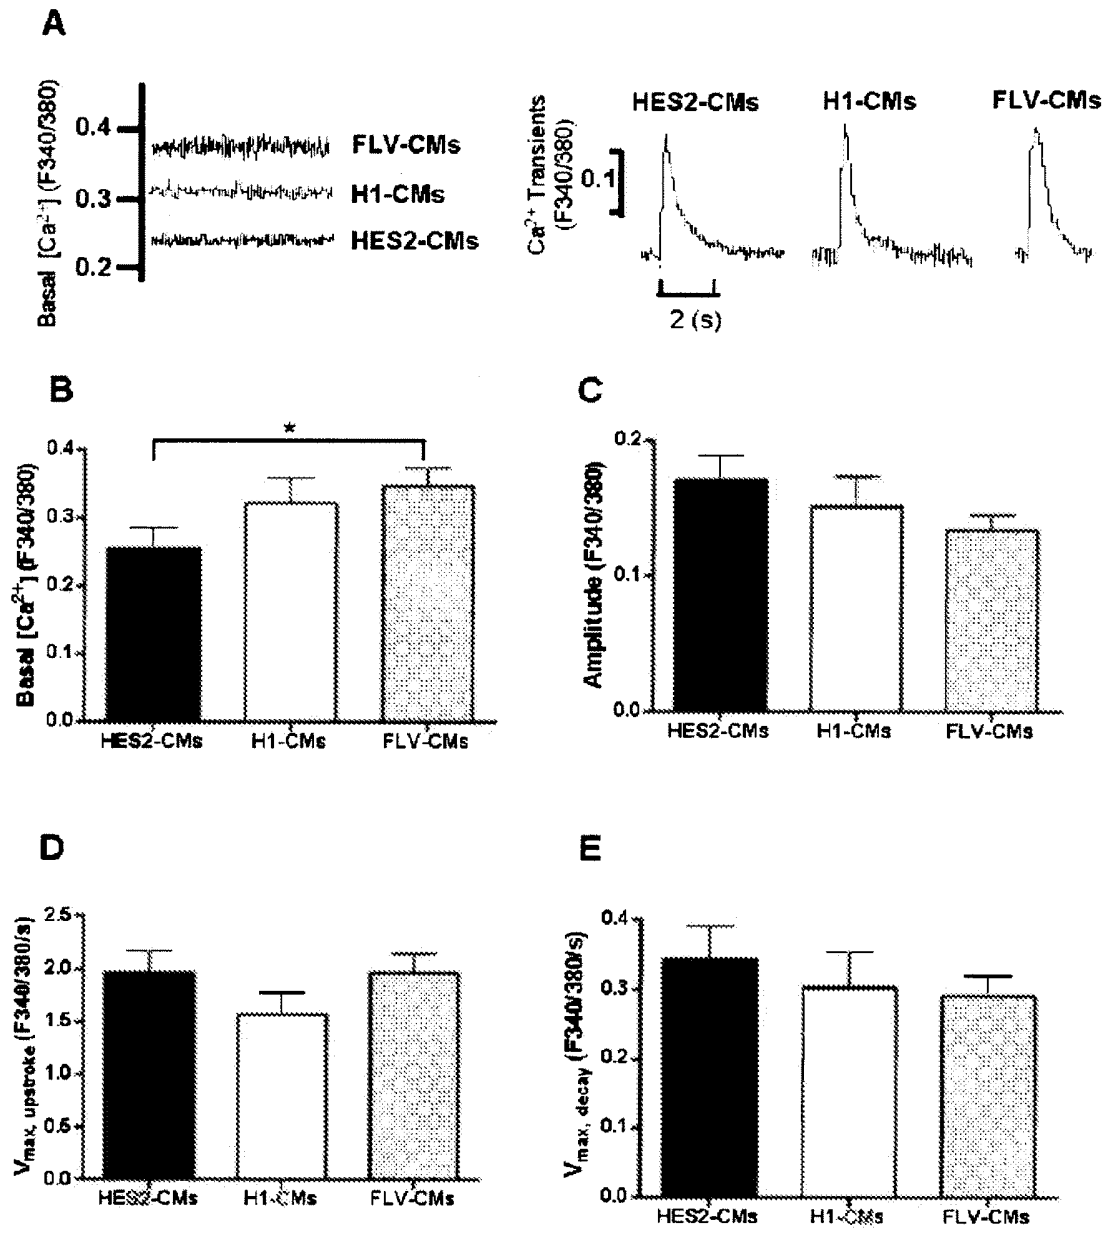 A
Basal [Ca2+] (F340/380)
0.4
0.3
0.2
FLV-CMs
H1-CMs
HES2-CMs
Ca2+ Transients
(F340/380)
0.1
HES2-CMs
H1-CMs
FLV-CMs
2 (s)
B
Basal [Ca2+] (F340/380)
0.4
0.3
0.2
0.1
0.0
*
HES2-CMs
H1-CMs
FLV-CMs
C
Amplitude (F340/380)
0.2
0.1
0.0
HES2-CMs
H1-CMs
FLV-CMs
D
Vmax, upstroke (F340/380/s)
2.5
2.0
1.5
1.0
0.5
0.0
HES2-CMs
H1-CMs
FLV-CMs
E
Vmax, decay (F340/380/s)
0.4
0.3
0.2
0.1
0.0
HES2-CMs
H1-CMs
FLV-CMs